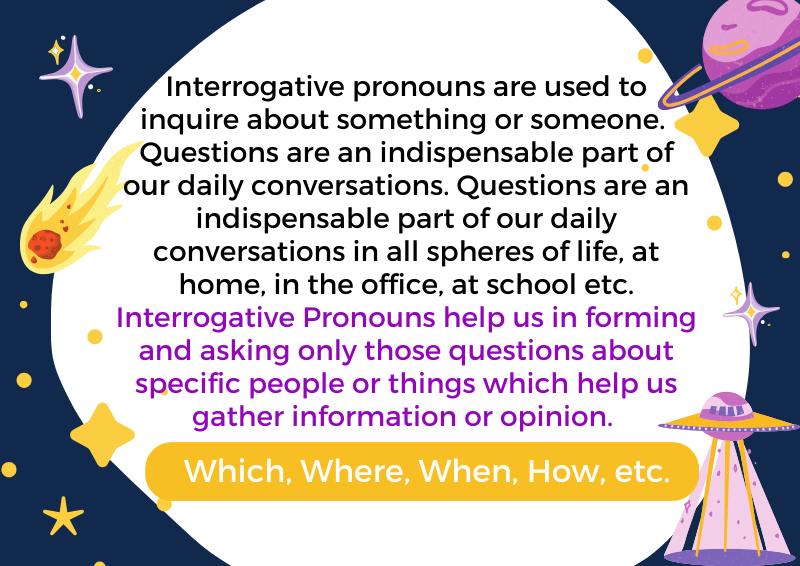 Interrogative pronouns are used to
inquire about something or someone.
Questions are an indispensable part of
our daily conversations. Questions are an
indispensable part of our daily
conversations in all spheres of life, at
home, in the office, at school etc.
Interrogative Pronouns help us in forming
and asking only those questions about
specific people or things which help us
gather information or opinion.
Which, Where, When, How, etc.